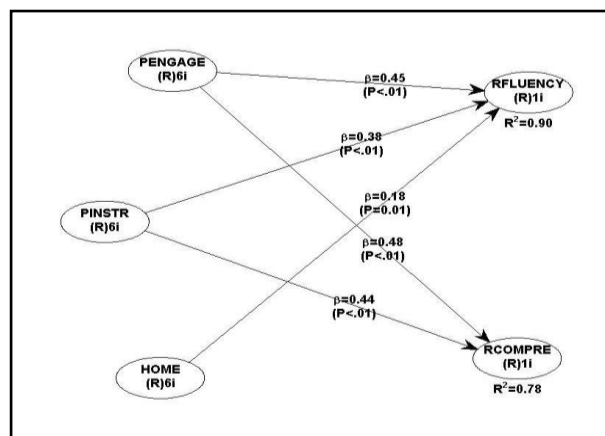 PENGAGE
(R)6i
β=0.45
(P<.01)
RFLUENCY
(R)1i
R²=0.90
β=0.38
(P<.01)
β=0.18
(P=0.01)
PINSTR
(R)6i
β=0.48
(P<.01)
β=0.44
(P<.01)
RCOMPRE
(R)1i
R²=0.78
HOME
(R)6i